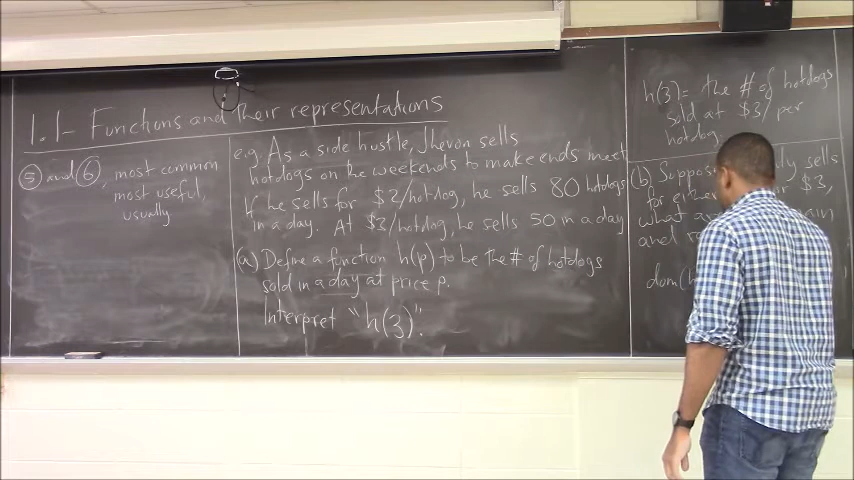 1.1 - Functions and their representations
⑤ and ⑥, most common
most useful,
usually
e.g. As a side hustle, Jhevon sells
hotdogs on the weekends to make ends meet
If he sells for $2/hotdog, he sells 80 hotdogs
in a day. At $3/hotdog, he sells 50 in a day
(a) Define a function h(p) to be the # of hotdogs
sold in a day at price p.
Interpret "h(3)".
h(3) = the # of hotdogs
sold at $3/per
hotdog.
(b) sells
$3,
what
and
dom(